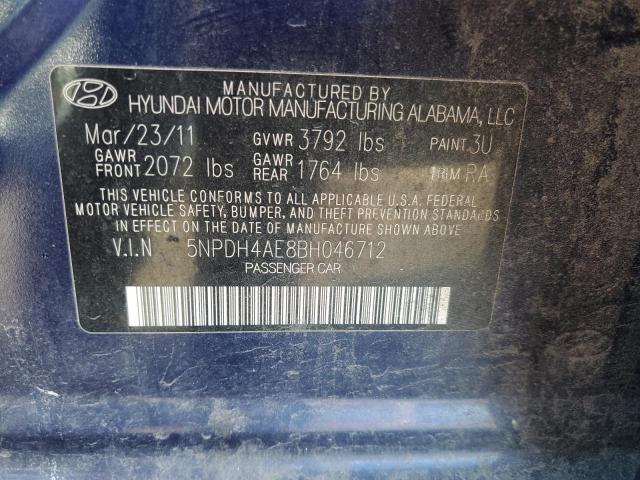 MANUFACTURED BY
HYUNDAI MOTOR MANUFACTURING ALABAMA, LLC
Mar/23/11 GVWR 3792 lbs PAINT 3U
GAWR FRONT 2072 lbs GAWR REAR 1764 lbs TRIM RA
THIS VEHICLE CONFORMS TO ALL APPLICABLE U.S.A. FEDERAL
MOTOR VEHICLE SAFETY, BUMPER, AND THEFT PREVENTION STANDARDS
IN EFFECT ON THE DATE OF MANUFACTURE SHOWN ABOVE
V.I.N 5NPDH4AE8BH046712
PASSENGER CAR